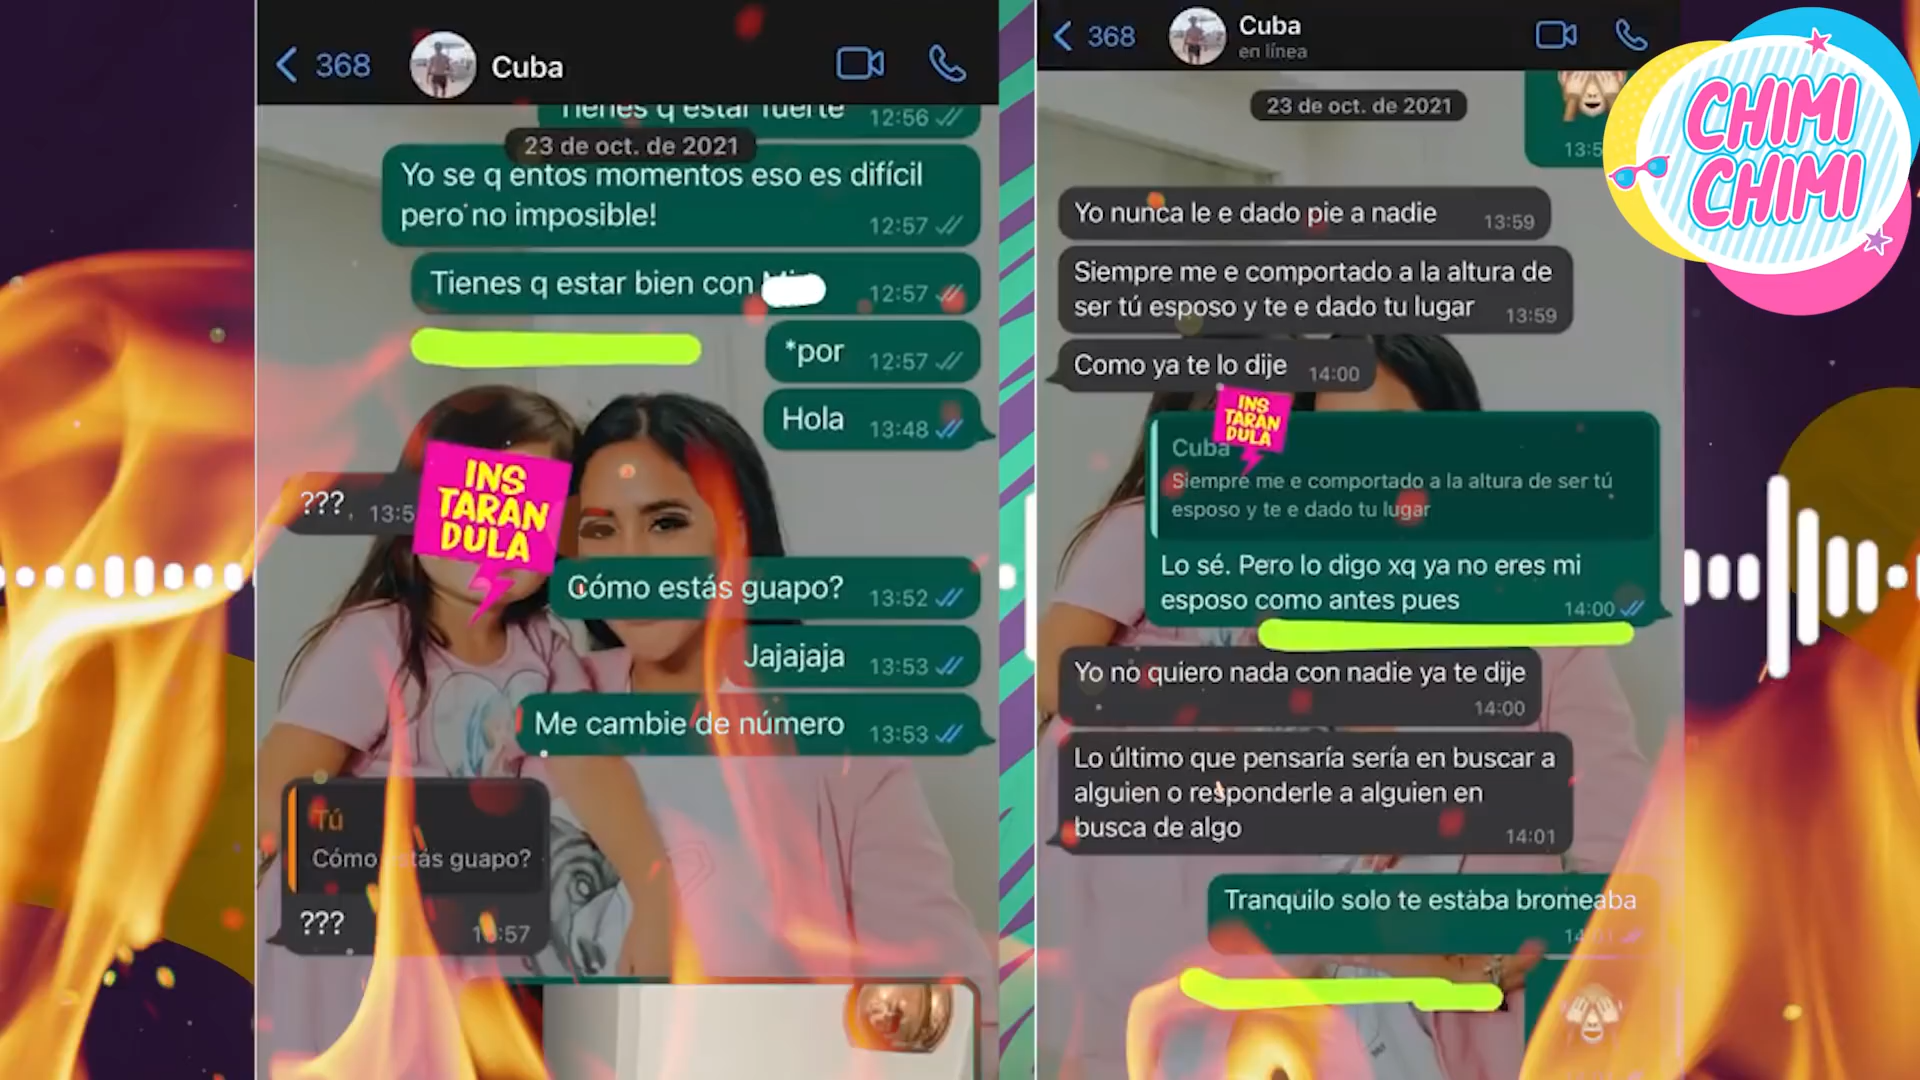 368
Cuba
Tienes q estar fuerte 12:56
23 de oct. de 2021
Yo se q entos momentos eso es difícil
pero no imposible!
12:57
Tienes q estar bien con
12:57
*por 12:57
Hola 13:48
INS
TARAN
DULA
???
Cómo estás guapo? 13:52
Jajajaja 13:53
Me cambie de número 13:53
Tú
Cómo estás guapo?
???
368
Cuba
en línea
23 de oct. de 2021
Yo nunca le e dado pie a nadie 13:59
Siempre me e comportado a la altura de
ser tú esposo y te e dado tu lugar 13:59
Como ya te lo dije 14:00
INS
TARAN
DULA
Cuba
Siempre me e comportado a la altura de ser tú
esposo y te e dado tu lugar
Lo sé. Pero lo digo xq ya no eres mi
esposo como antes pues 14:00
Yo no quiero nada con nadie ya te dije
14:00
Lo último que pensaría sería en buscar a
alguien o responderle a alguien en
busca de algo 14:01
Tranquilo solo te estaba bromeaba
CHIMI
CHIMI